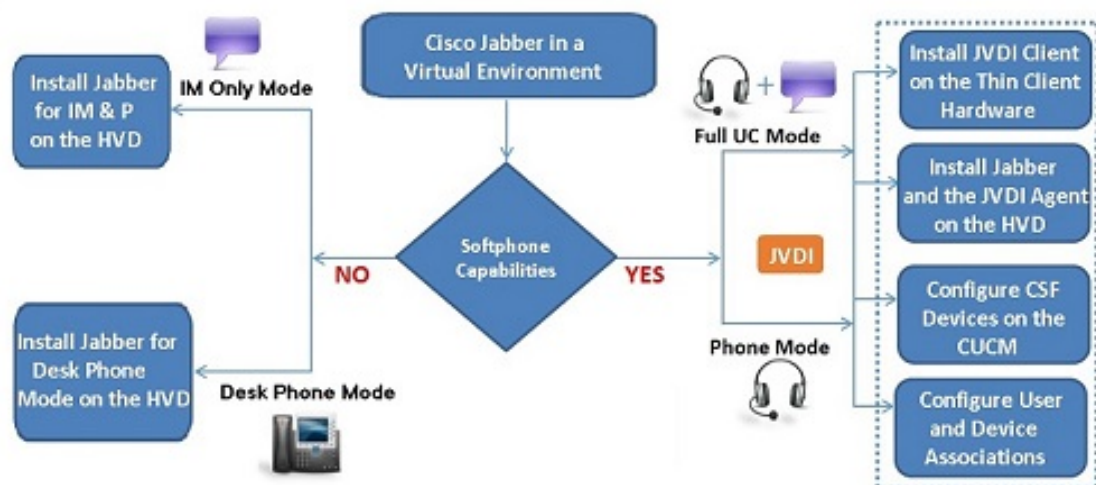 Cisco Jabber in a
Virtual Environment
Install Jabber
for IM & P
on the HVD
IM Only Mode
Full UC Mode
Install JVDI Client
on the Thin Client
Hardware
Install Jabber
and the JVDI Agent
on the HVD
Softphone
Capabilities
NO
YES
JVDI
Install Jabber for
Desk Phone
Mode on the HVD
Desk Phone Mode
Phone Mode
Configure CSF
Devices on the
CUCM
Configure User
and Device
Associations